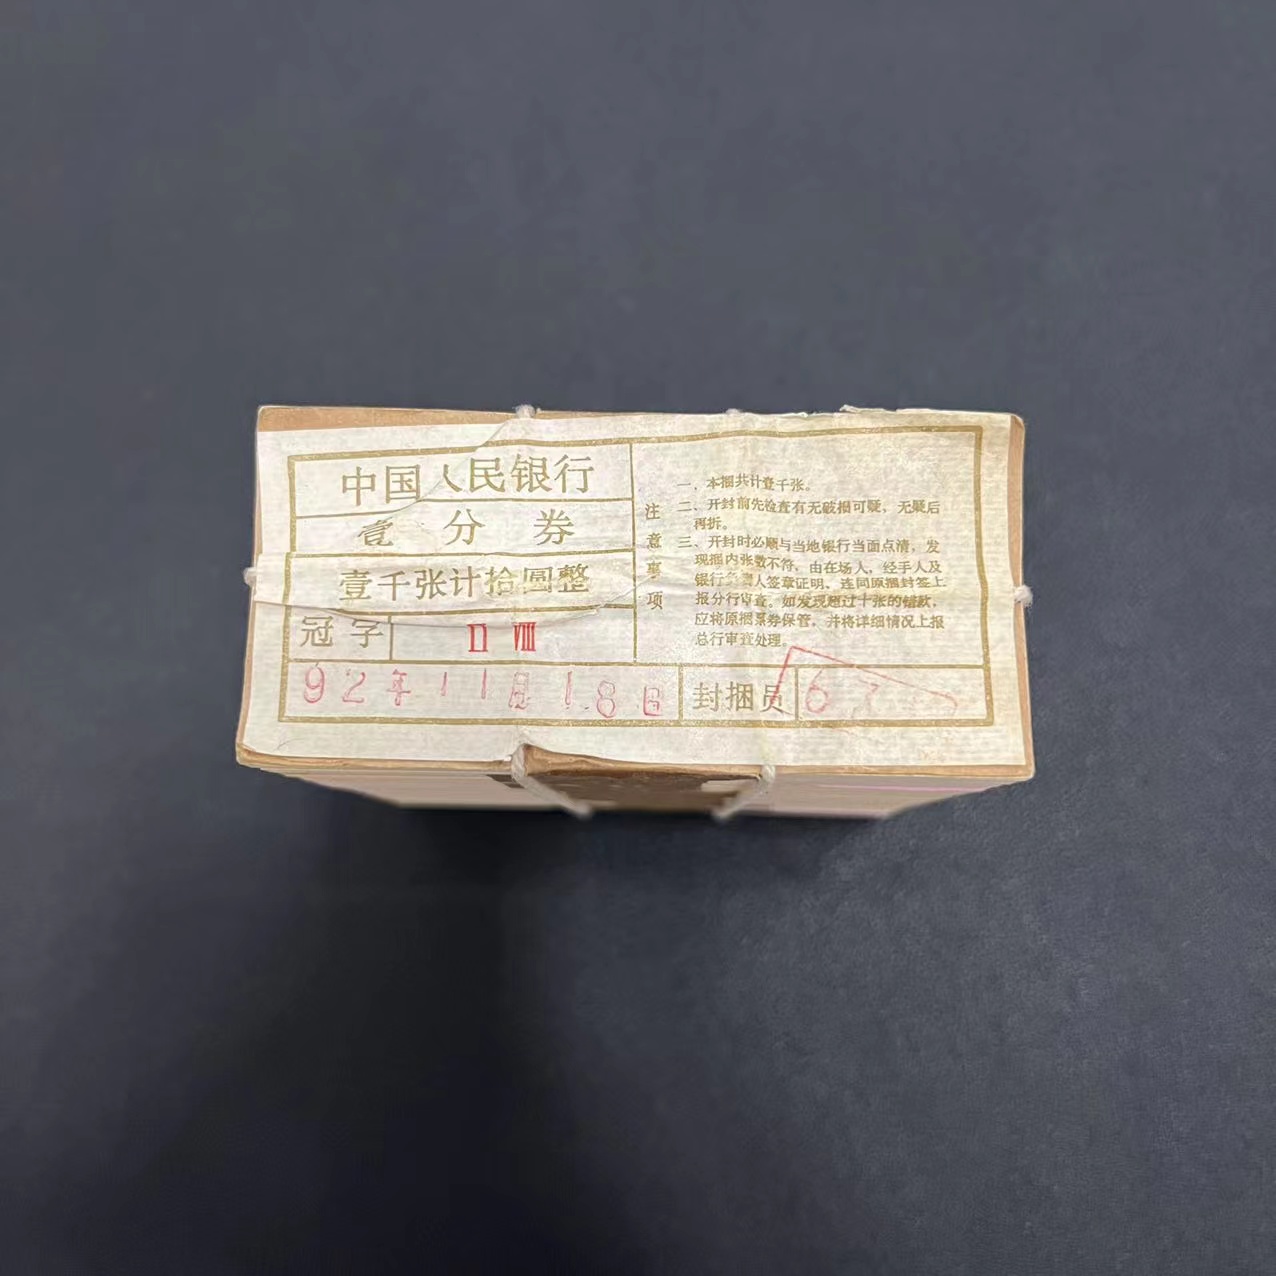 中国人民银行
壹分券
壹千张计拾圆整
冠字 Ⅱ Ⅷ
92年11月18日
注意事项
一、本捆共计壹千张。
二、开封前先检查有无破损可疑，无疑后
再拆。
三、开封时必顺与当地银行当面点清，发
现捆内张数不符，由在场人，经手人及
银行负责人签章证明、连同原捆封签上
报分行审查。如发现超过十张的错款，
应将原捆票券保管，并将详细情况上报
总行审查处理。
封捆员 6